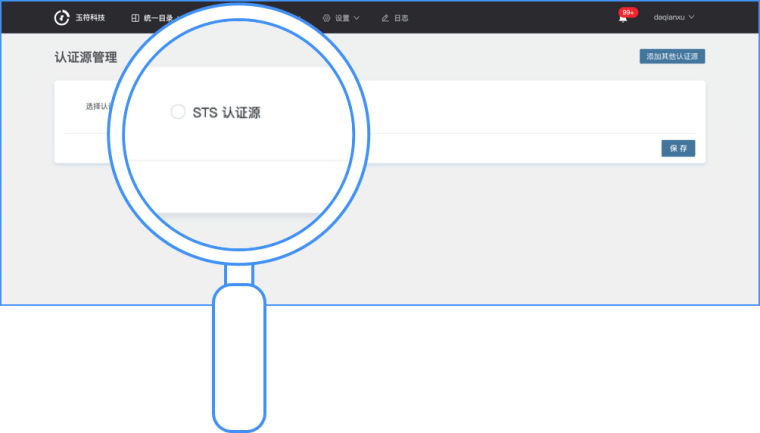 玉符科技 统一目录 设置 日志 99+ daqianxu
认证源管理 添加其他认证源
选择认证
STS 认证源
保 存